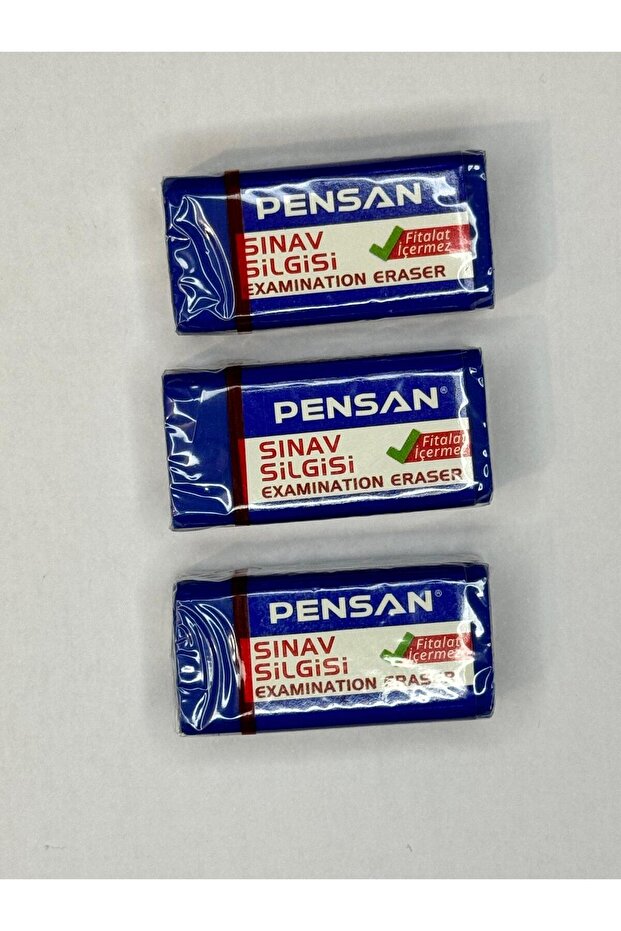 PENSAN
SINAV
SiLGiSi
EXAMINATION ERASER
Fitalat
İçermez
PENSAN®
SINAV
SiLGiSi
EXAMINATION ERASER
Fitalat
İçermez
PENSAN®
SINAV
SiLGiSi
EXAMINATION ERASER
Fitalat
İçermez